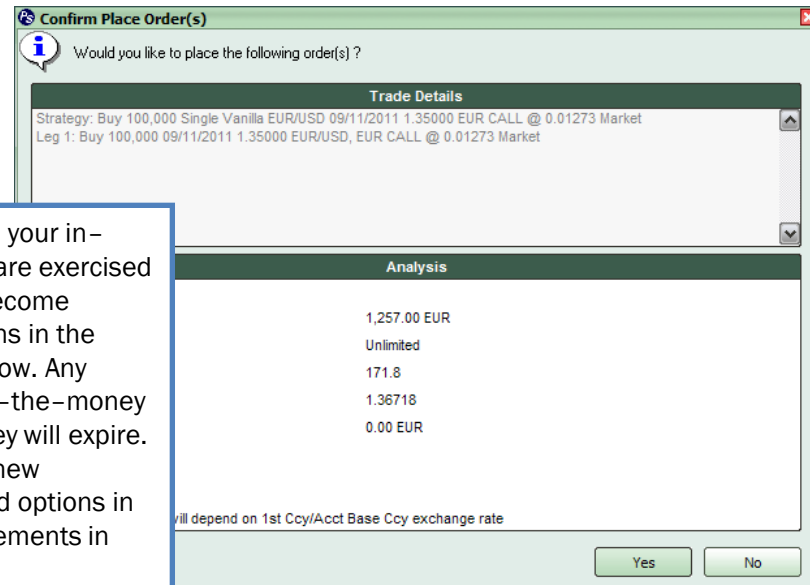 Confirm Place Order(s)
Would you like to place the following order(s) ?
Trade Details
Strategy: Buy 100,000 Single Vanilla EUR/USD 09/11/2011 1.35000 EUR CALL @ 0.01273 Market
Leg 1: Buy 100,000 09/11/2011 1.35000 EUR/USD, EUR CALL @ 0.01273 Market
your in–
are exercised
ecome
ns in the
ow. Any
–the–money
ey will expire.
new
d options in
ements in
Analysis
1,257.00 EUR
Unlimited
171.8
1.36718
0.00 EUR
will depend on 1st Ccy/Acct Base Ccy exchange rate
Yes
No